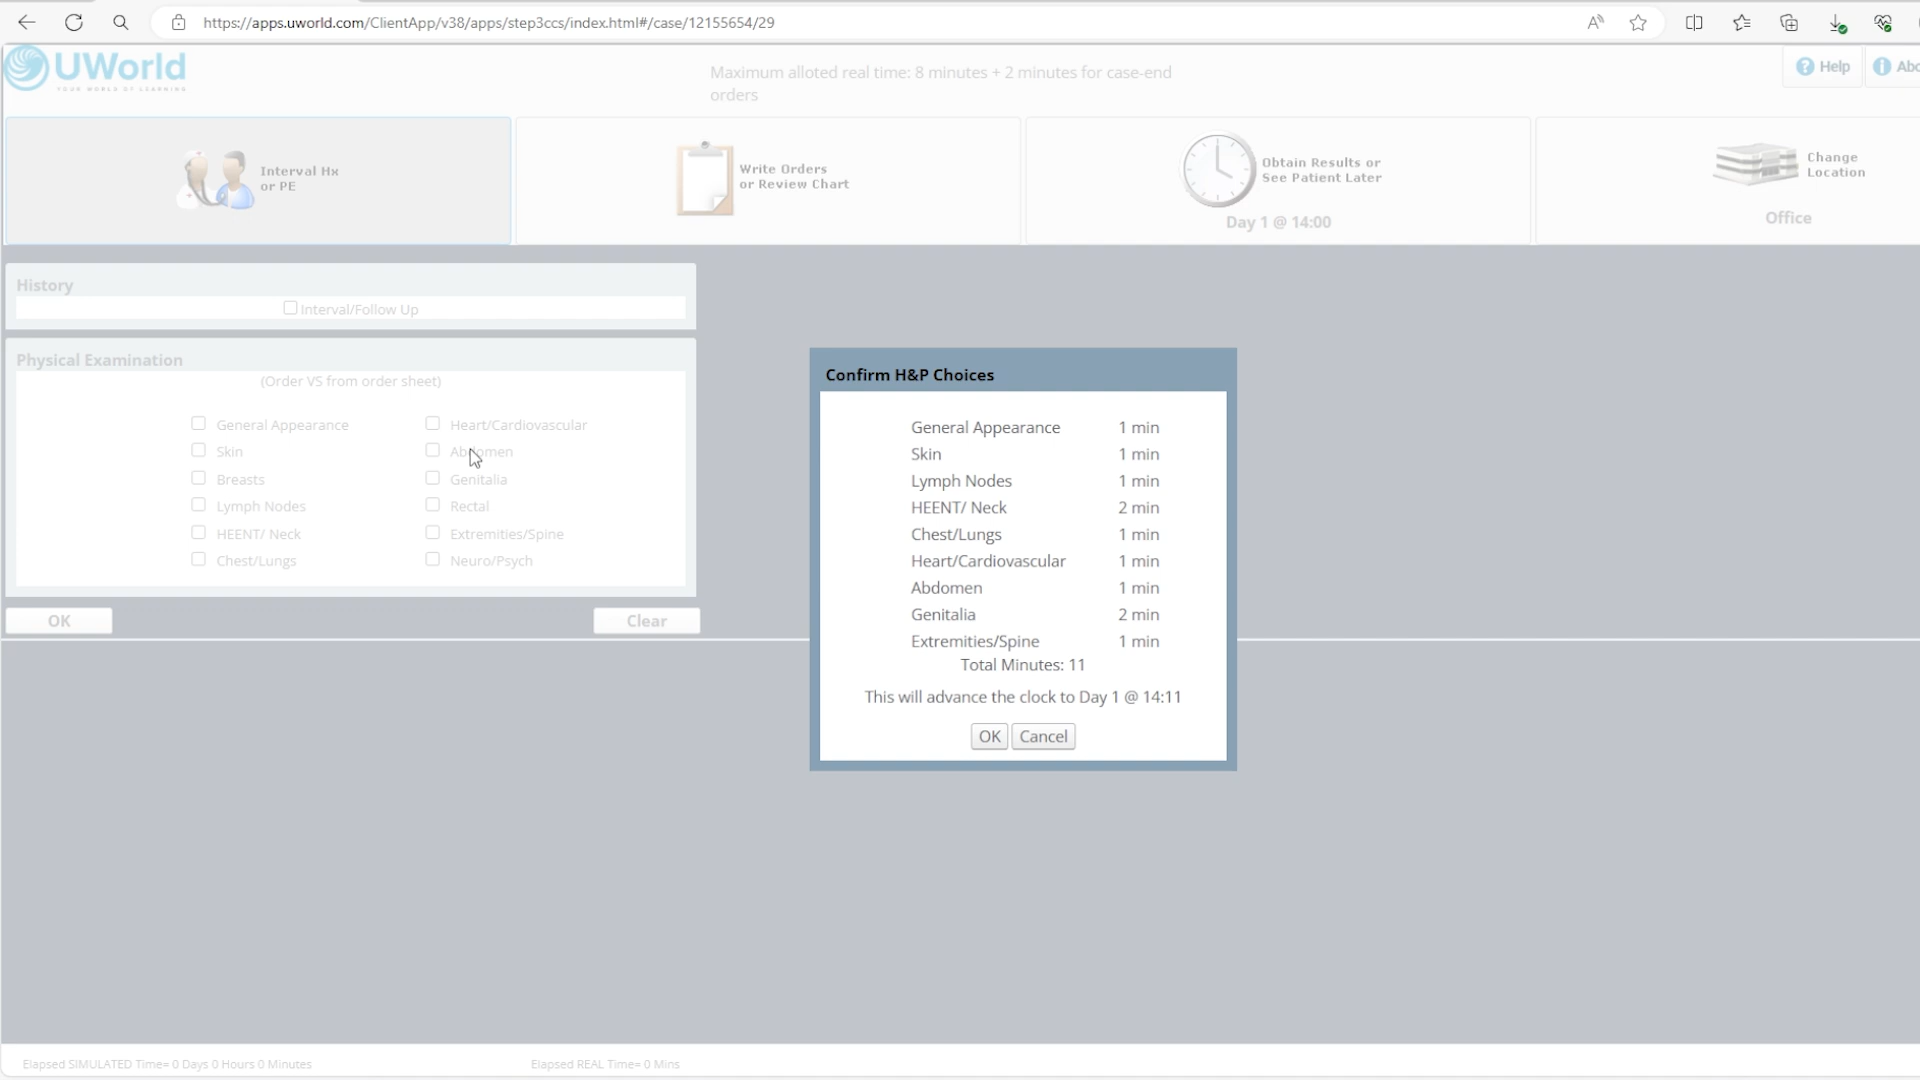 https://apps.uworld.com/ClientApp/v38/apps/step3ccs/index.html#/case/12155654/29
UWorld
YOUR WORLD OF LEARNING
Maximum alloted real time: 8 minutes + 2 minutes for case-end
orders
Help
Interval Hx
or PE
Write Orders
or Review Chart
Obtain Results or
See Patient Later
Day 1 @ 14:00
Change
Location
Office
History
Interval/Follow Up
Physical Examination
(Order VS from order sheet)
General Appearance
Heart/Cardiovascular
Skin
Abdomen
Breasts
Genitalia
Lymph Nodes
Rectal
HEENT/ Neck
Extremities/Spine
Chest/Lungs
Neuro/Psych
OK
Clear
Confirm H&P Choices
General Appearance 1 min
Skin 1 min
Lymph Nodes 1 min
HEENT/ Neck 2 min
Chest/Lungs 1 min
Heart/Cardiovascular 1 min
Abdomen 1 min
Genitalia 2 min
Extremities/Spine 1 min
Total Minutes: 11
This will advance the clock to Day 1 @ 14:11
OK Cancel
Elapsed SIMULATED Time= 0 Days 0 Hours 0 Minutes
Elapsed REAL Time= 0 Mins